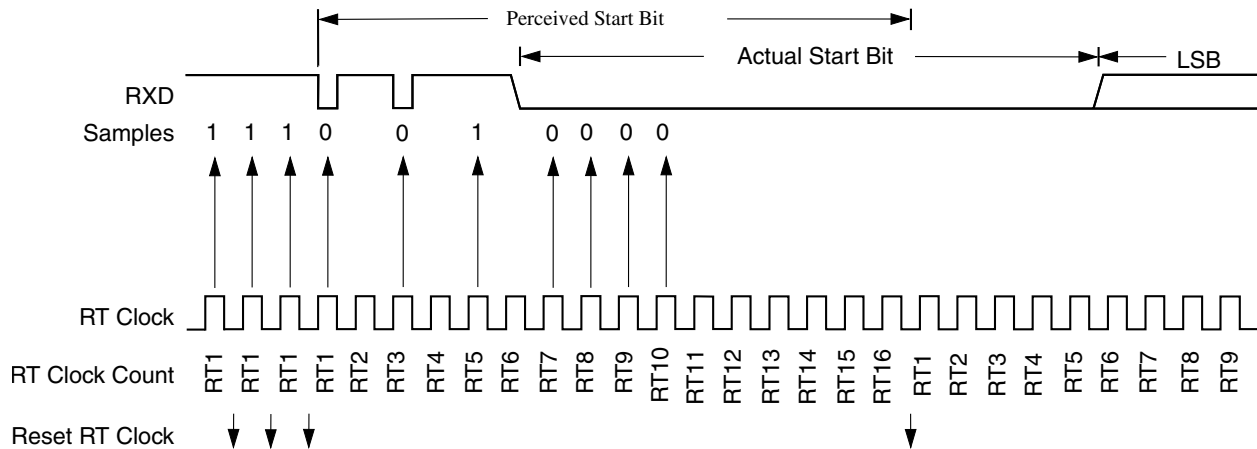 Perceived Start Bit
Actual Start Bit
LSB
RXD
Samples 1 1 1 0 0 1 0 0 0 0
RT Clock
RT Clock Count RT1 RT1 RT1 RT1 RT2 RT3 RT4 RT5 RT6 RT7 RT8 RT9 RT10 RT11 RT12 RT13 RT14 RT15 RT16 RT1 RT2 RT3 RT4 RT5 RT6 RT7 RT8 RT9
Reset RT Clock